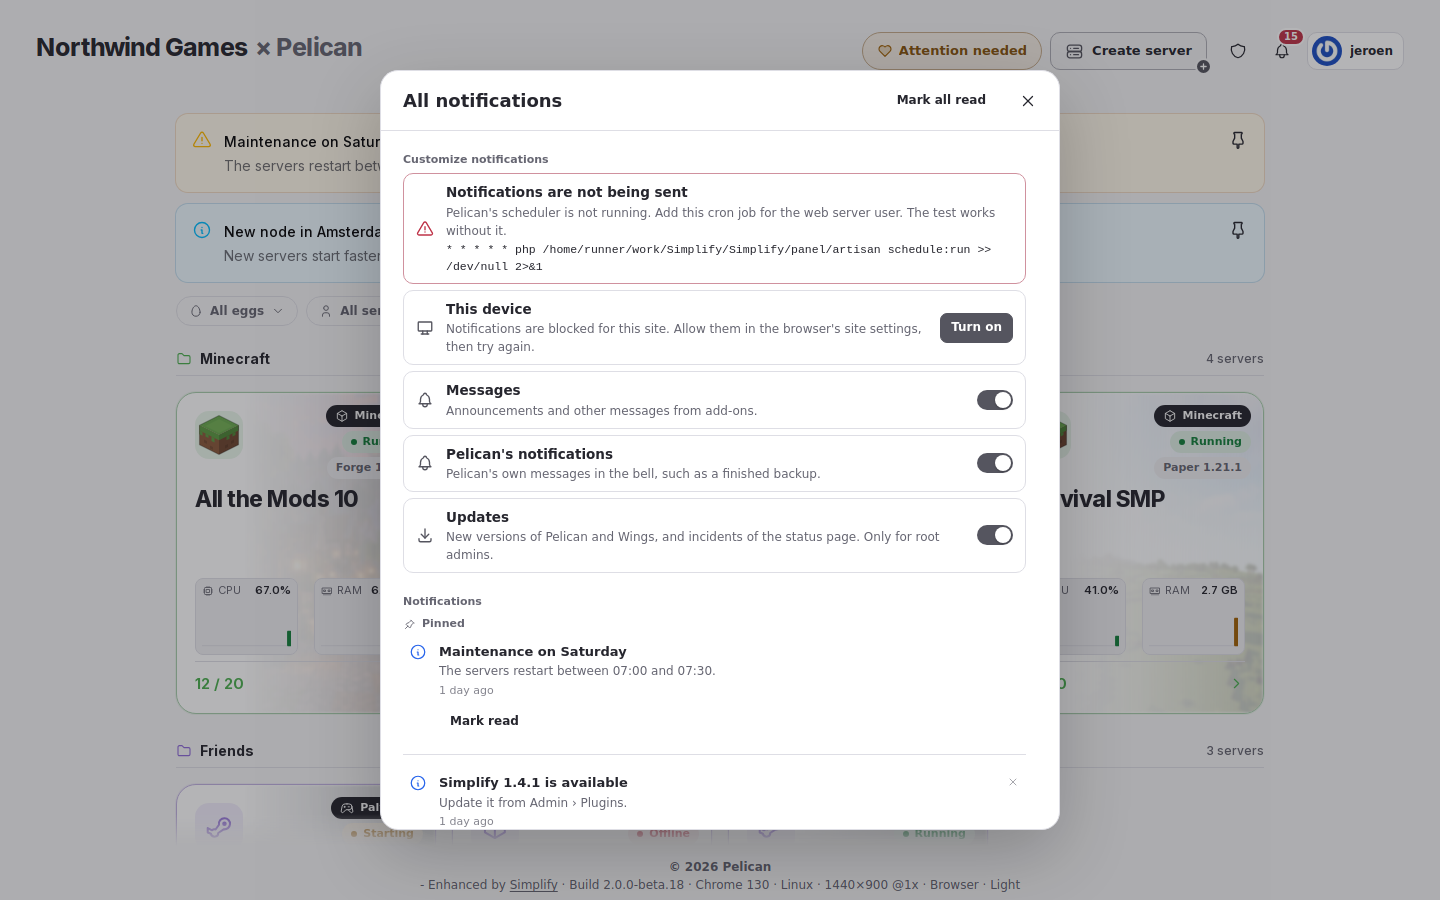 Northwind Games × Pelican
Attention needed
Create server
15
jeroen
All notifications
Mark all read
Maintenance on Satur
The servers restart betw
New node in Amsterda
New servers start faster
All eggs
All ser
Minecraft
4 servers
Customize notifications
Notifications are not being sent
Pelican's scheduler is not running. Add this cron job for the web server user. The test works
without it.
* * * * * php /home/runner/work/Simplify/Simplify/panel/artisan schedule:run >>
/dev/null 2>&1
This device
Notifications are blocked for this site. Allow them in the browser's site settings,
then try again.
Turn on
Messages
Announcements and other messages from add-ons.
Pelican's notifications
Pelican's own messages in the bell, such as a finished backup.
Updates
New versions of Pelican and Wings, and incidents of the status page. Only for root
admins.
Notifications
Pinned
Maintenance on Saturday
The servers restart between 07:00 and 07:30.
1 day ago
Mark read
Simplify 1.4.1 is available
Update it from Admin › Plugins.
1 day ago
Mine
Ru
Forge 1
All the Mods 10
CPU 67.0%
RAM 6
12 / 20
Minecraft
Running
Paper 1.21.1
vival SMP
U 41.0%
RAM 2.7 GB
0
Friends
3 servers
Pal
Starting
Offline
Running
© 2026 Pelican
- Enhanced by Simplify · Build 2.0.0-beta.18 · Chrome 130 · Linux · 1440×900 @1x · Browser · Light